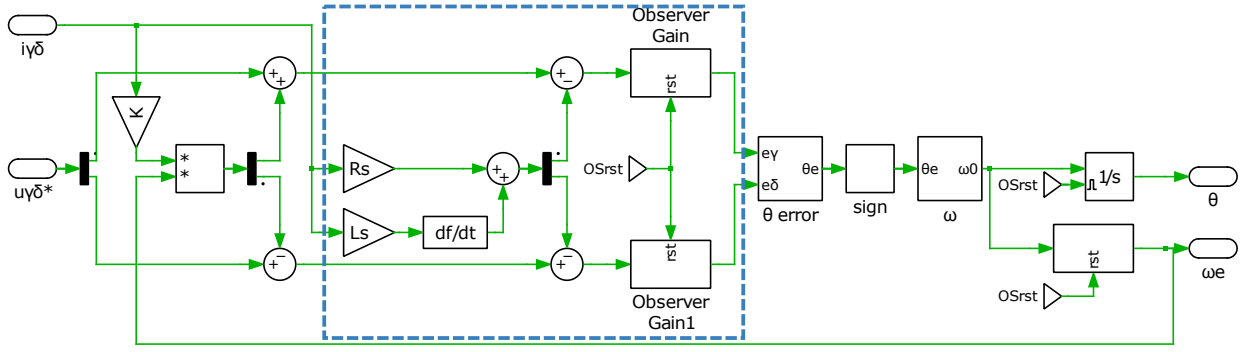 iγδ
uγδ*
K
*
*
+
+
+
−
Rs
Ls
df/dt
+
+
+
−
+
−
Observer
Gain
rst
OSrst
rst
Observer
Gain1
eγ
eδ
θe
θ error
sign
θe
ω0
ω
OSrst
1/s
θ
rst
OSrst
ωe